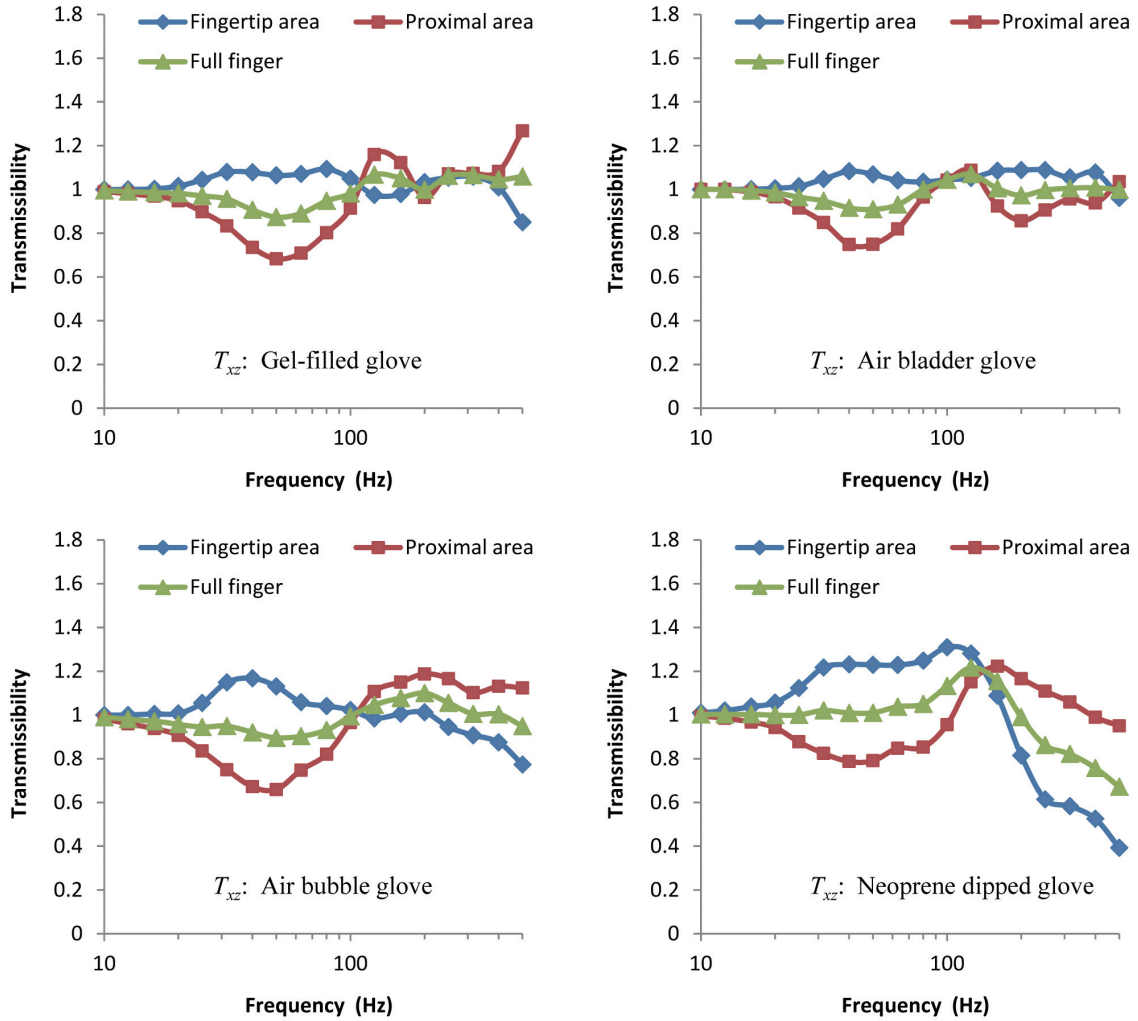 Fingertip area Proximal area
Full finger
1.8
1.6
1.4
1.2
1
0.8
0.6
0.4
0.2
0
Transmissibility
Txz: Gel-filled glove
10 100
Frequency (Hz)
Fingertip area Proximal area
Full finger
1.8
1.6
1.4
1.2
1
0.8
0.6
0.4
0.2
0
Transmissibility
Txz: Air bladder glove
10 100
Frequency (Hz)
Fingertip area Proximal area
Full finger
1.8
1.6
1.4
1.2
1
0.8
0.6
0.4
0.2
0
Transmissibility
Txz: Air bubble glove
10 100
Frequency (Hz)
Fingertip area Proximal area
Full finger
1.8
1.6
1.4
1.2
1
0.8
0.6
0.4
0.2
0
Transmissibility
Txz: Neoprene dipped glove
10 100
Frequency (Hz)